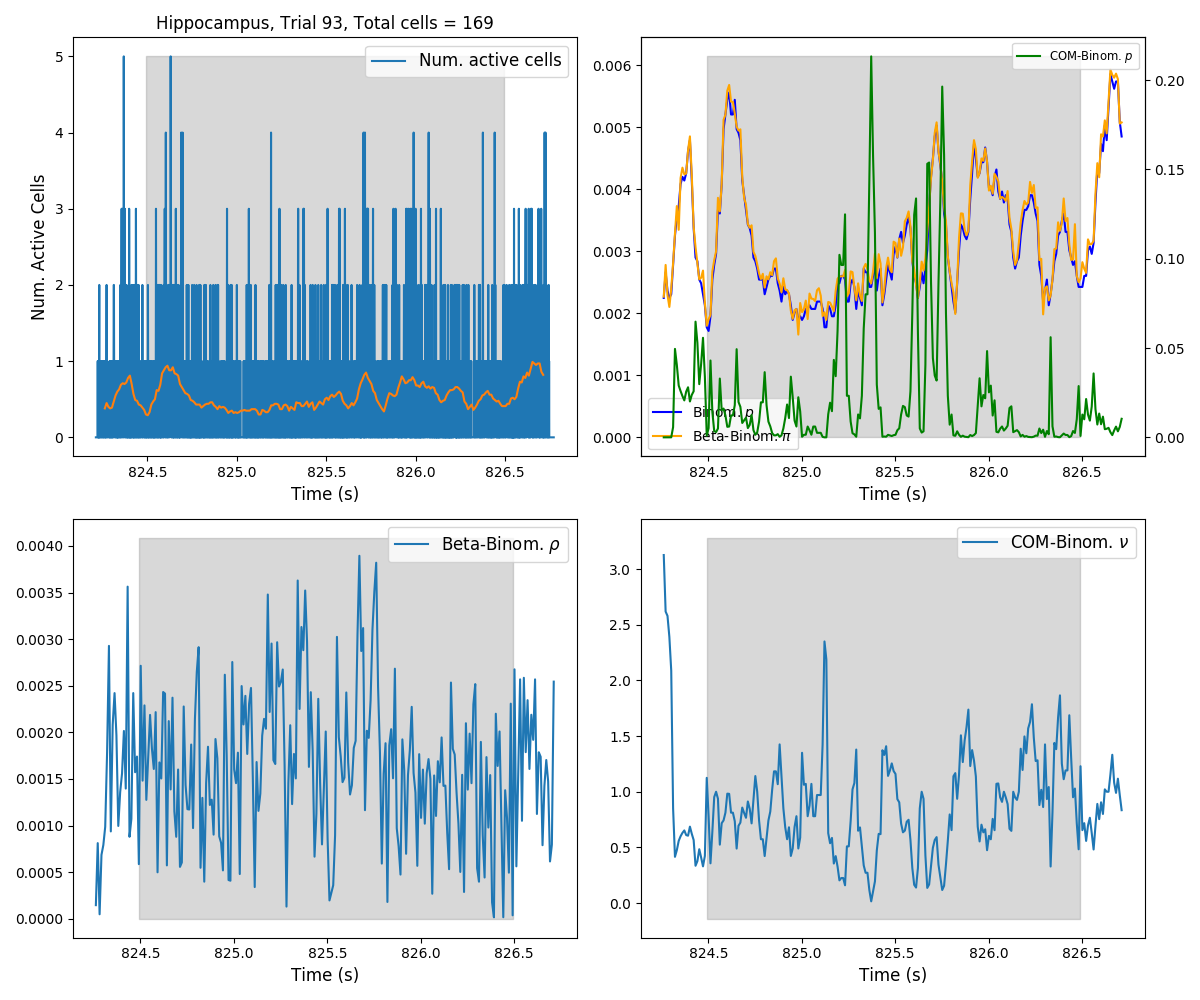 Hippocampus, Trial 93, Total cells = 169
Num. active cells
Num. Active Cells
5
4
3
2
1
0
824.5 825.0 825.5 826.0 826.5
Time (s)
COM-Binom. p
0.006
0.005
0.004
0.003
0.002
0.001
0.000
0.20
0.15
0.10
0.05
0.00
Binom. p
Beta-Binom. π
824.5 825.0 825.5 826.0 826.5
Time (s)
Beta-Binom. ρ
0.0040
0.0035
0.0030
0.0025
0.0020
0.0015
0.0010
0.0005
0.0000
824.5 825.0 825.5 826.0 826.5
Time (s)
COM-Binom. ν
3.0
2.5
2.0
1.5
1.0
0.5
0.0
824.5 825.0 825.5 826.0 826.5
Time (s)